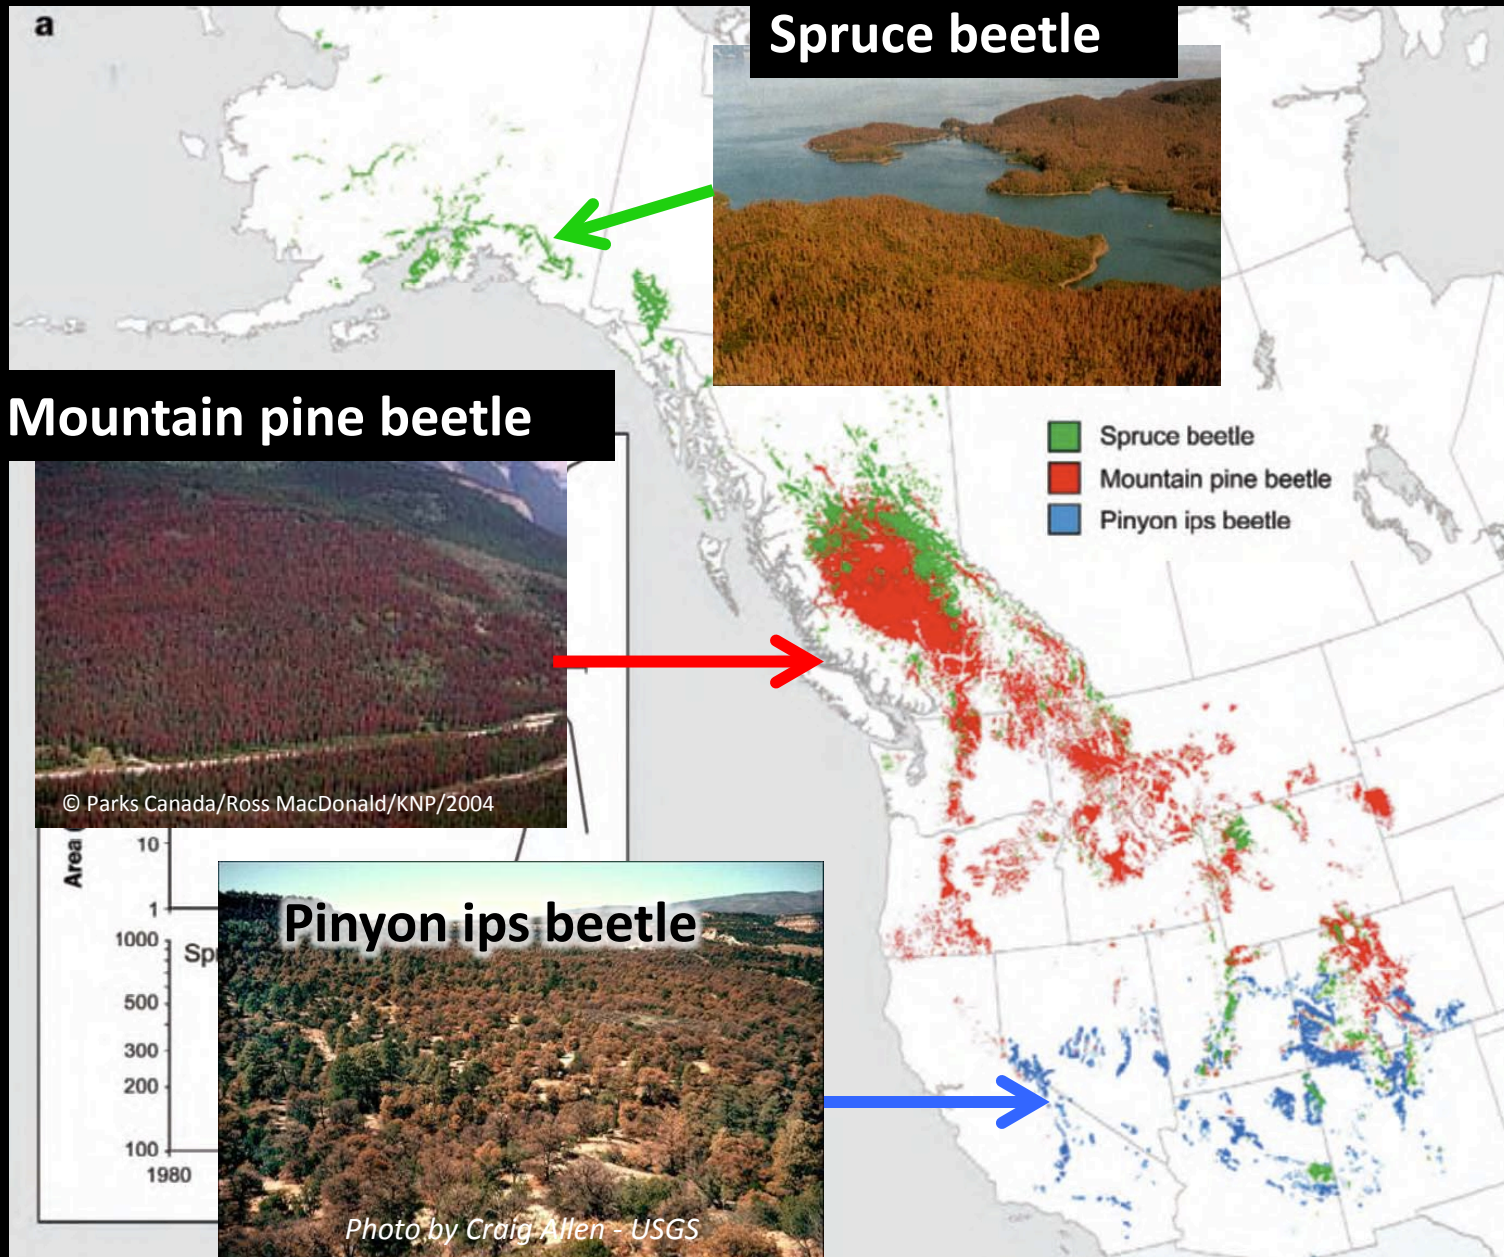 a
Spruce beetle
Mountain pine beetle
Spruce beetle
Mountain pine beetle
Pinyon ips beetle
© Parks Canada/Ross MacDonald/KNP/2004
Area
10
1
1000
500
300
200
100
1980
Pinyon ips beetle
Photo by Craig Allen - USGS